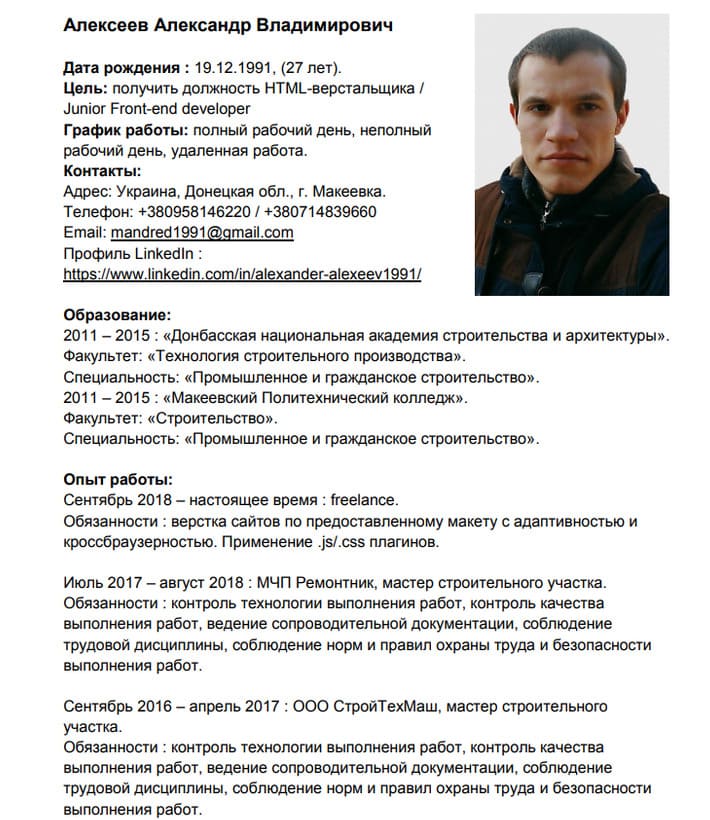 Алексеев Александр Владимирович
Дата рождения : 19.12.1991, (27 лет).
Цель: получить должность HTML-верстальщика /
Junior Front-end developer
График работы: полный рабочий день, неполный
рабочий день, удаленная работа.
Контакты:
Адрес: Украина, Донецкая обл., г. Макеевка.
Телефон: +380958146220 / +380714839660
Email: mandred1991@gmail.com
Профиль LinkedIn :
https://www.linkedin.com/in/alexander-alexeev1991/
Образование:
2011 – 2015 : «Донбасская национальная академия строительства и архитектуры».
Факультет: «Технология строительного производства».
Специальность: «Промышленное и гражданское строительство».
2011 – 2015 : «Макеевский Политехнический колледж».
Факультет: «Строительство».
Специальность: «Промышленное и гражданское строительство».
Опыт работы:
Сентябрь 2018 – настоящее время : freelance.
Обязанности : верстка сайтов по предоставленному макету с адаптивностью и
кроссбраузерностью. Применение .js/.css плагинов.
Июль 2017 – август 2018 : МЧП Ремонтник, мастер строительного участка.
Обязанности : контроль технологии выполнения работ, контроль качества
выполнения работ, ведение сопроводительной документации, соблюдение
трудовой дисциплины, соблюдение норм и правил охраны труда и безопасности
выполнения работ.
Сентябрь 2016 – апрель 2017 : ООО СтройТехМаш, мастер строительного
участка.
Обязанности : контроль технологии выполнения работ, контроль качества
выполнения работ, ведение сопроводительной документации, соблюдение
трудовой дисциплины, соблюдение норм и правил охраны труда и безопасности
выполнения работ.